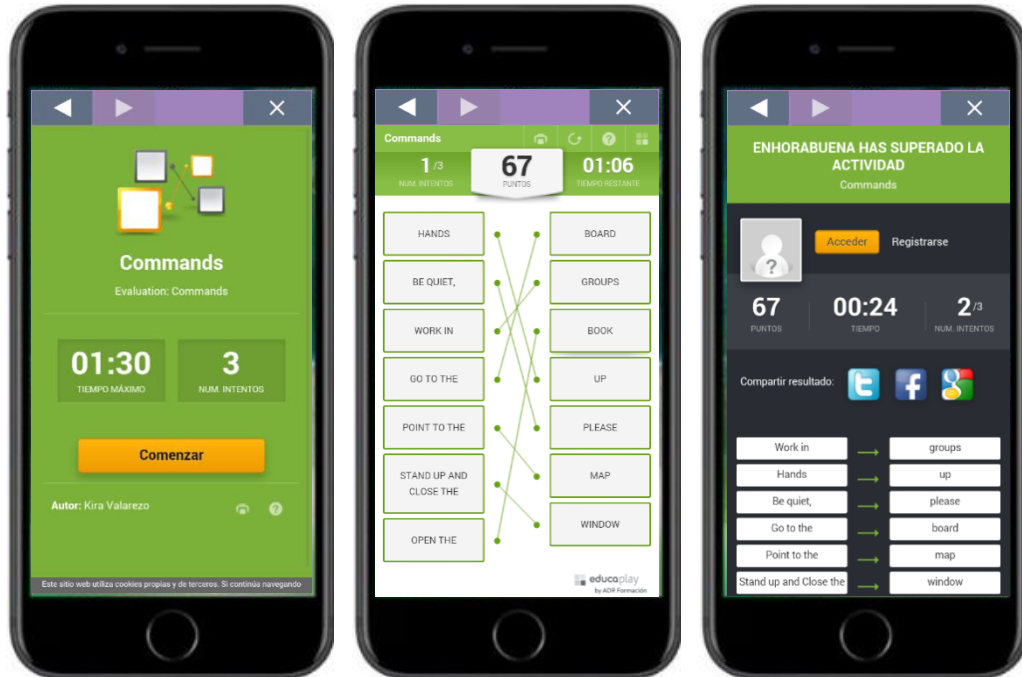 Commands
Evaluation: Commands
01:30
TIEMPO MÁXIMO
3
NUM. INTENTOS
Comenzar
Autor: Kira Valarezo
Este sitio web utiliza cookies propias y de terceros. Si continúa navegando
Commands
1/3
NUM. INTENTOS
67
PUNTOS
01:06
TIEMPO RESTANTE
HANDS
BOARD
BE QUIET,
GROUPS
WORK IN
BOOK
GO TO THE
UP
POINT TO THE
PLEASE
STAND UP AND
CLOSE THE
MAP
OPEN THE
WINDOW
educaplay
by ADR Formación
ENHORABUENA HAS SUPERADO LA
ACTIVIDAD
Commands
Acceder
Registrarse
67
PUNTOS
00:24
TIEMPO
2/3
NUM. INTENTOS
Compartir resultado:
Work in
groups
Hands
up
Be quiet,
please
Go to the
board
Point to the
map
Stand up and Close the
window